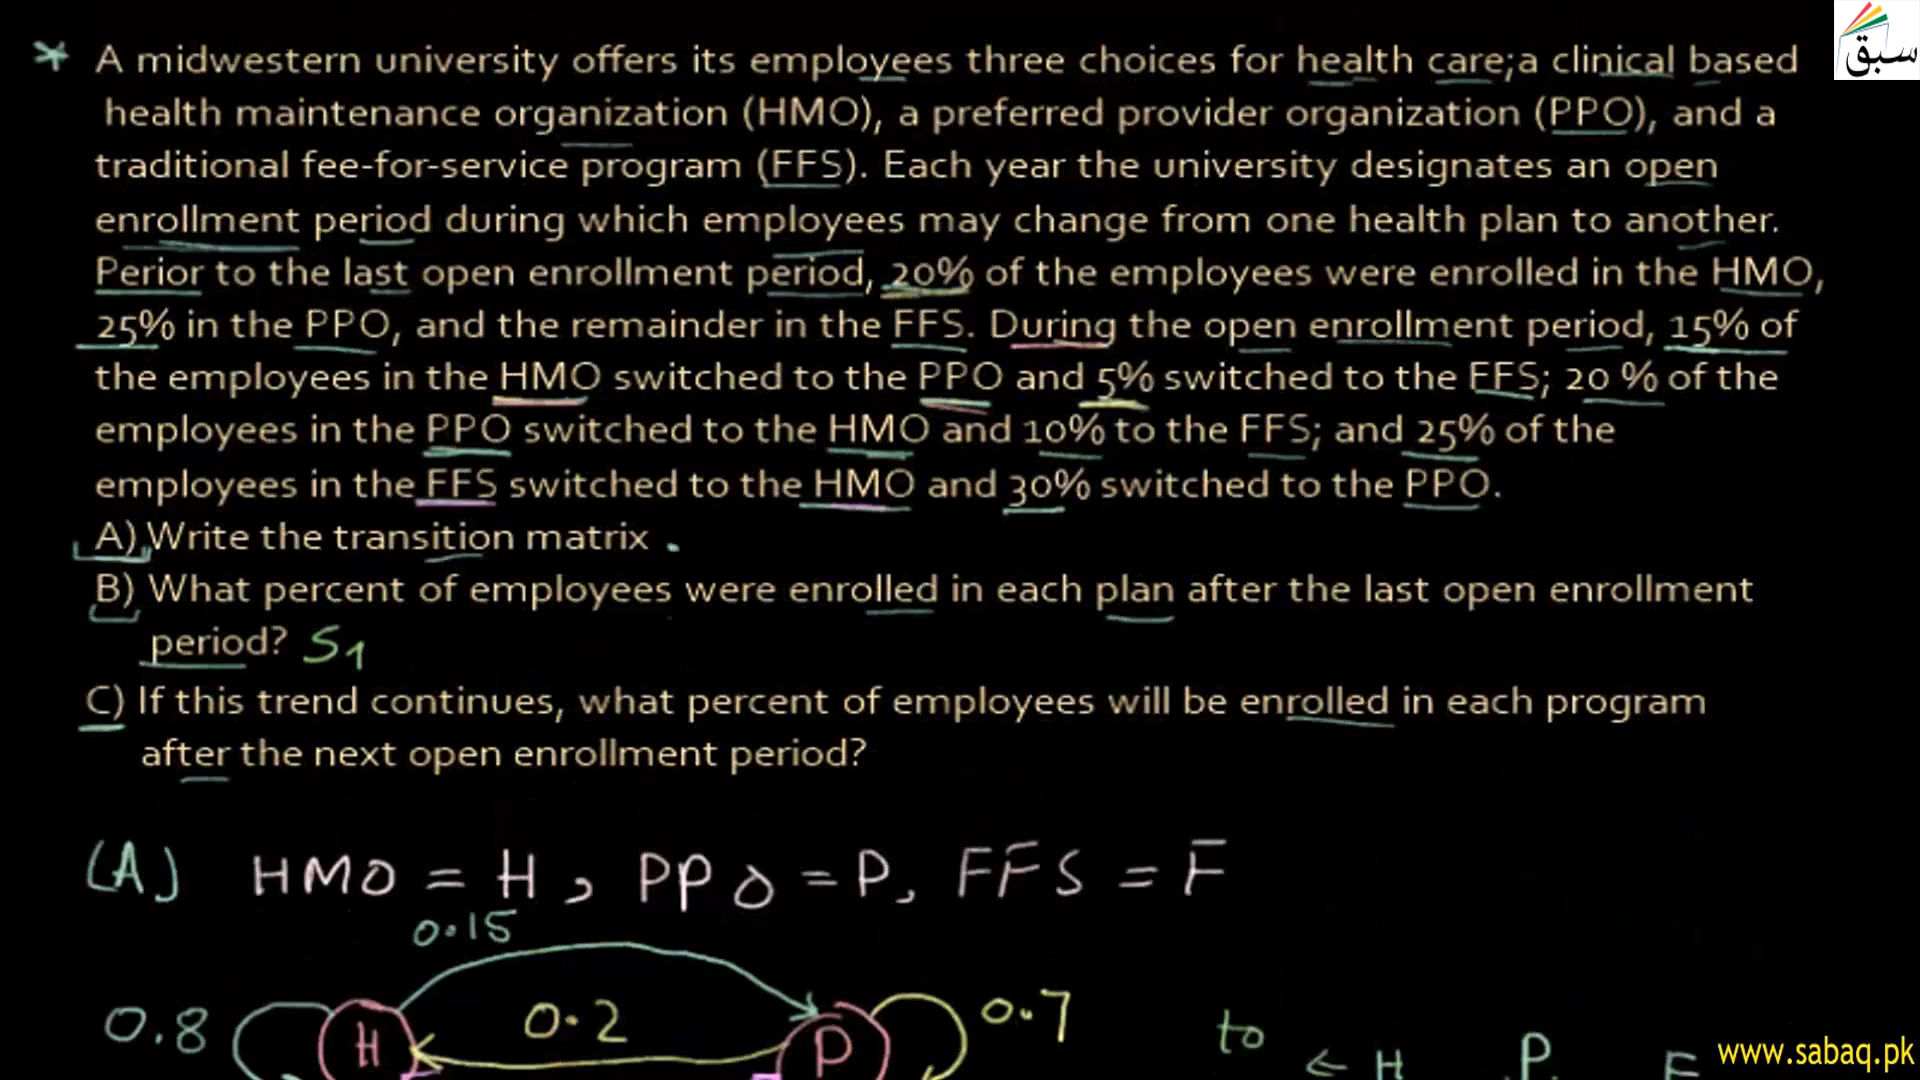 سبق
* A midwestern university offers its employees three choices for health care;a clinical based
health maintenance organization (HMO), a preferred provider organization (PPO), and a
traditional fee-for-service program (FFS). Each year the university designates an open
enrollment period during which employees may change from one health plan to another.
Perior to the last open enrollment period, 20% of the employees were enrolled in the HMO,
25% in the PPO, and the remainder in the FFS. During the open enrollment period, 15% of
the employees in the HMO switched to the PPO and 5% switched to the FFS; 20 % of the
employees in the PPO switched to the HMO and 10% to the FFS; and 25% of the
employees in the FFS switched to the HMO and 30% switched to the PPO.
A) Write the transition matrix .
B) What percent of employees were enrolled in each plan after the last open enrollment
period? S1
C) If this trend continues, what percent of employees will be enrolled in each program
after the next open enrollment period?
(A) HMO = H, PPO = P, FFS = F
0.15
0.8 H 0.2 P 0.7 to
← H P F
www.sabaq.pk